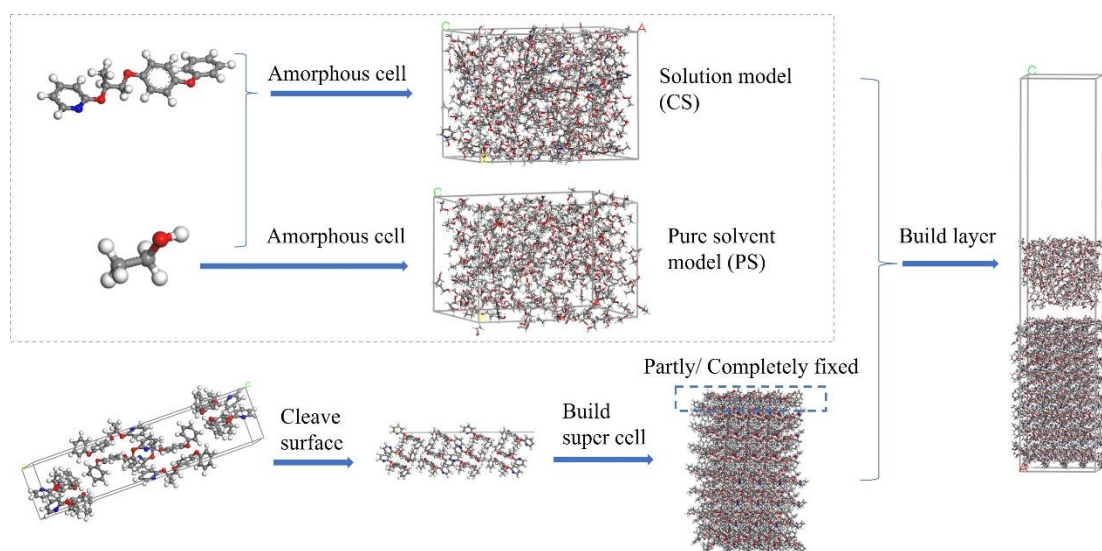 C
A
Amorphous cell
Solution model
(CS)
C
Amorphous cell
Pure solvent
model (PS)
C
Build layer
A
Partly/ Completely fixed
Cleave
surface
Build
super cell